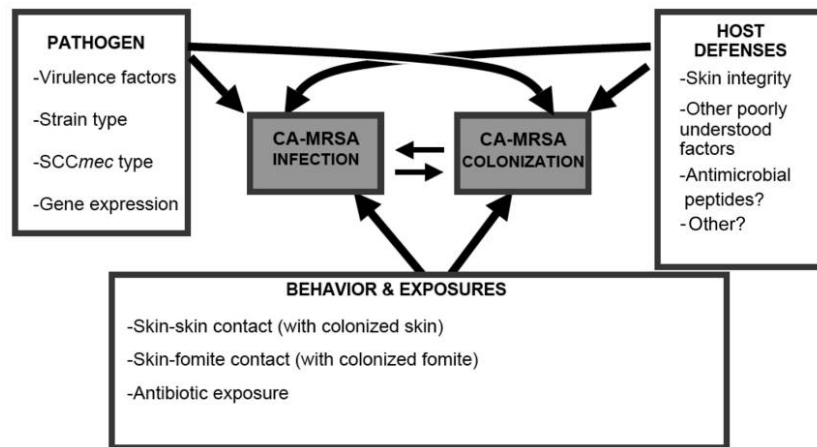 PATHOGEN
-Virulence factors
-Strain type
-SCCmec type
-Gene expression
HOST
DEFENSES
-Skin integrity
-Other poorly
understood
factors
-Antimicrobial
peptides?
- Other?
CA-MRSA
INFECTION
CA-MRSA
COLONIZATION
BEHAVIOR & EXPOSURES
-Skin-skin contact (with colonized skin)
-Skin-fomite contact (with colonized fomite)
-Antibiotic exposure